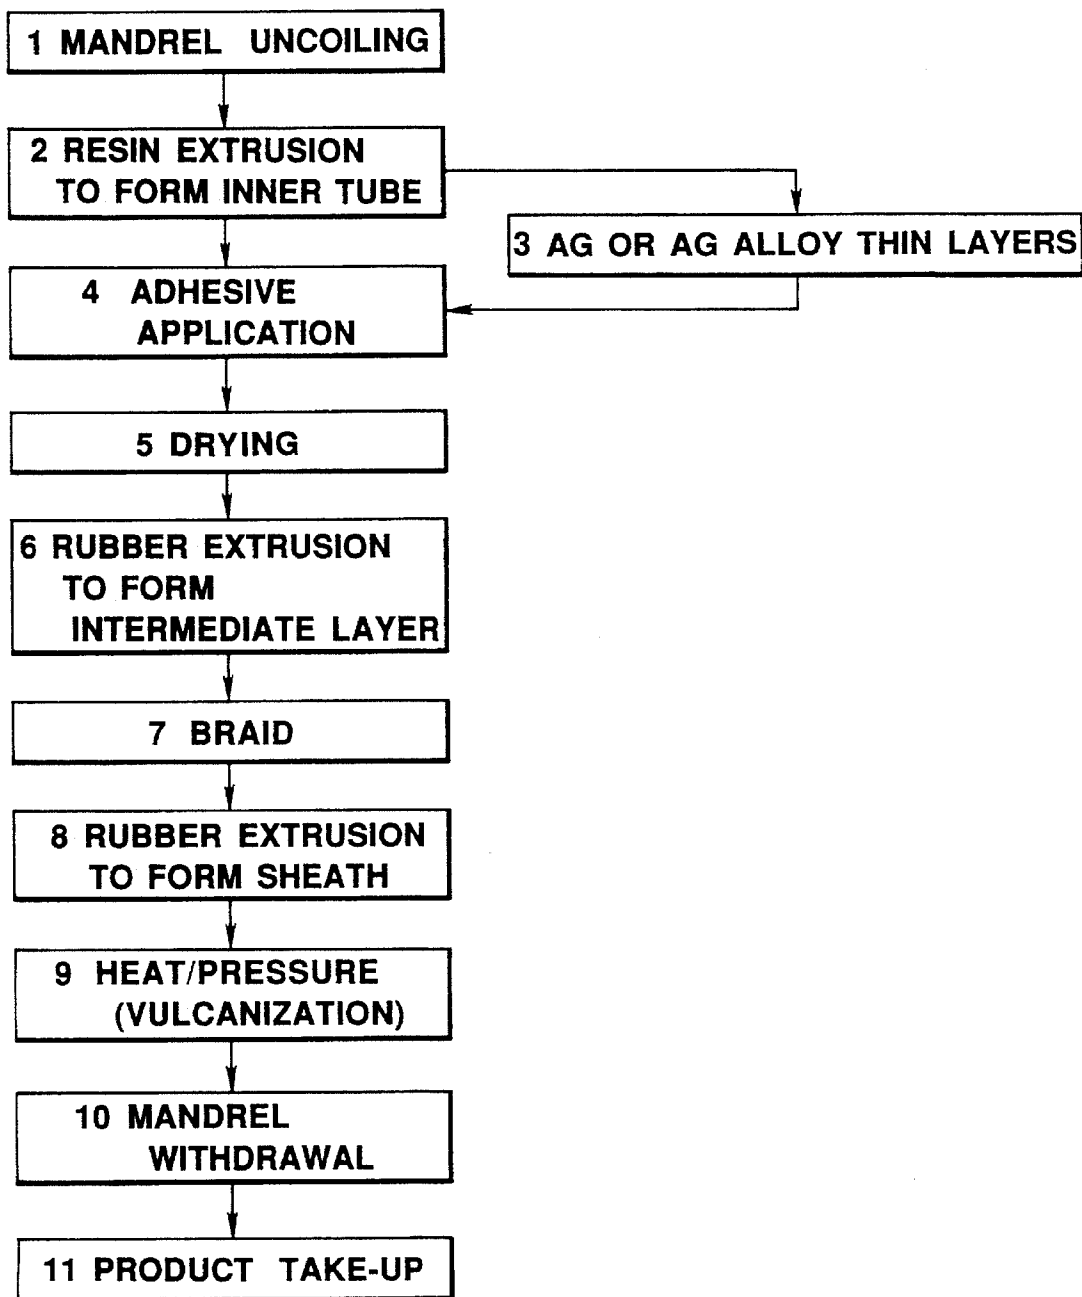 1 MANDREL UNCOILING
2 RESIN EXTRUSION
TO FORM INNER TUBE
3 AG OR AG ALLOY THIN LAYERS
4 ADHESIVE
APPLICATION
5 DRYING
6 RUBBER EXTRUSION
TO FORM
INTERMEDIATE LAYER
7 BRAID
8 RUBBER EXTRUSION
TO FORM SHEATH
9 HEAT/PRESSURE
(VULCANIZATION)
10 MANDREL
WITHDRAWAL
11 PRODUCT TAKE-UP